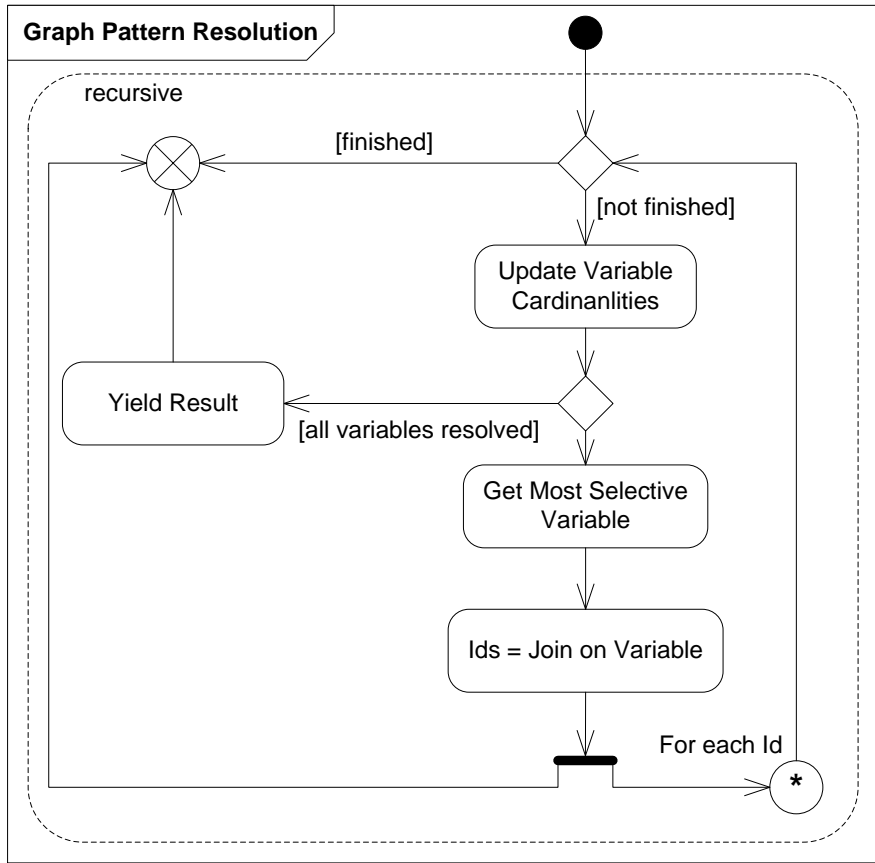 Graph Pattern Resolution
recursive
[finished]
[not finished]
Update Variable
Cardinanlities
Yield Result
[all variables resolved]
Get Most Selective
Variable
Ids = Join on Variable
For each Id
*